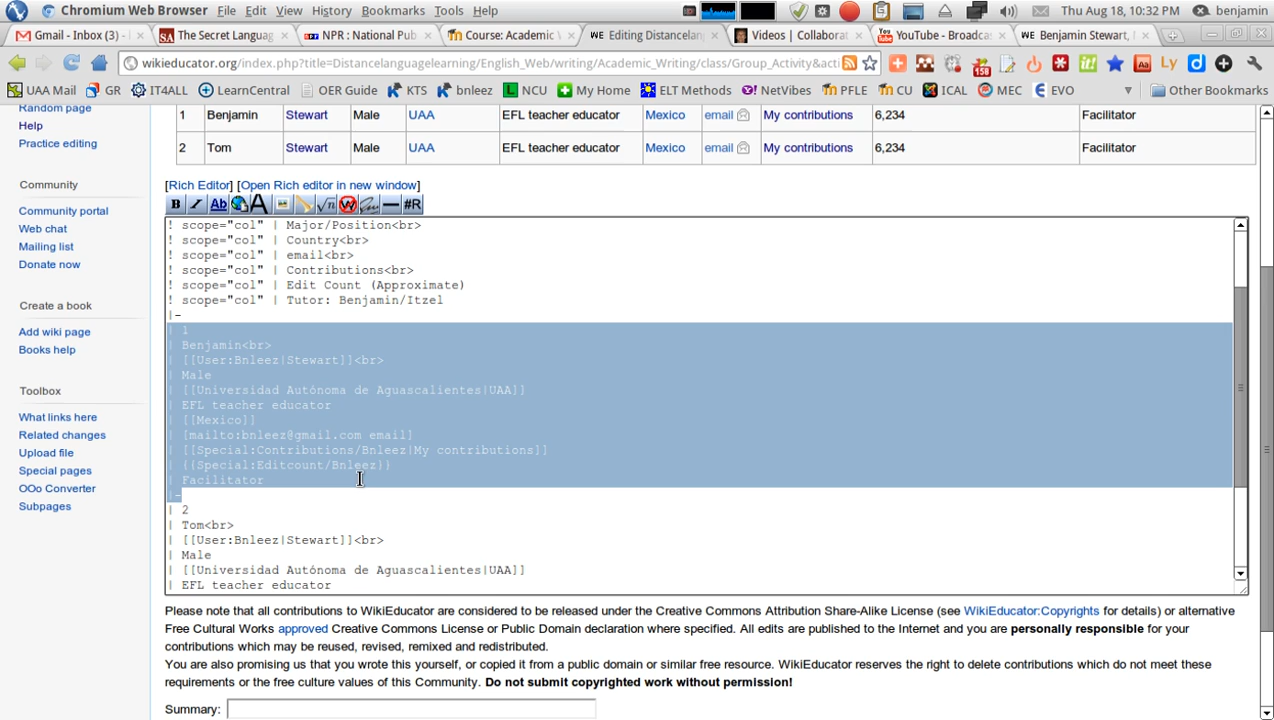 Chromium Web Browser File Edit View History Bookmarks Tools Help Thu Aug 18, 10:32 PM benjamin
Gmail - Inbox (3) - The Secret Languag NPR : National Pub Course: Academic W Editing Distancelan Videos | Collaborat YouTube - Broadcas Benjamin Stewart,
wikieducator.org/index.php?title=Distancelanguagelearning/English_Web/writing/Academic_Writing/class/Group_Activity&acti
158 Aa Ly d
UAA Mail GR IT4ALL LearnCentral OER Guide KTS bnleez NCU My Home ELT Methods NetVibes PFLE CU ICAL MEC EVO Other Bookmarks
Random page
Help
Practice editing
Community
Community portal
Web chat
Mailing list
Donate now
Create a book
Add wiki page
Books help
Toolbox
What links here
Related changes
Upload file
Special pages
OOo Converter
Subpages
1 Benjamin Stewart Male UAA EFL teacher educator Mexico email My contributions 6,234 Facilitator
2 Tom Stewart Male UAA EFL teacher educator Mexico email My contributions 6,234 Facilitator
[Rich Editor] [Open Rich editor in new window]
B I Ab A √n W #R
! scope="col" | Major/Position<br>
! scope="col" | Country<br>
! scope="col" | email<br>
! scope="col" | Contributions<br>
! scope="col" | Edit Count (Approximate)
! scope="col" | Tutor: Benjamin/Itzel
|-
| 1
| Benjamin<br>
| [[User:Bnleez|Stewart]]<br>
| Male
| [[Universidad Autónoma de Aguascalientes|UAA]]
| EFL teacher educator
| [[Mexico]]
| [mailto:bnleez@gmail.com email]
| [[Special:Contributions/Bnleez|My contributions]]
| {{Special:Editcount/Bnleez}}
| Facilitator
|-
| 2
| Tom<br>
| [[User:Bnleez|Stewart]]<br>
| Male
| [[Universidad Autónoma de Aguascalientes|UAA]]
| EFL teacher educator
Please note that all contributions to WikiEducator are considered to be released under the Creative Commons Attribution Share-Alike License (see WikiEducator:Copyrights for details) or alternative
Free Cultural Works approved Creative Commons License or Public Domain declaration where specified. All edits are published to the Internet and you are personally responsible for your
contributions which may be reused, revised, remixed and redistributed.
You are also promising us that you wrote this yourself, or copied it from a public domain or similar free resource. WikiEducator reserves the right to delete contributions which do not meet these
requirements or the free culture values of this Community. Do not submit copyrighted work without permission!
Summary: